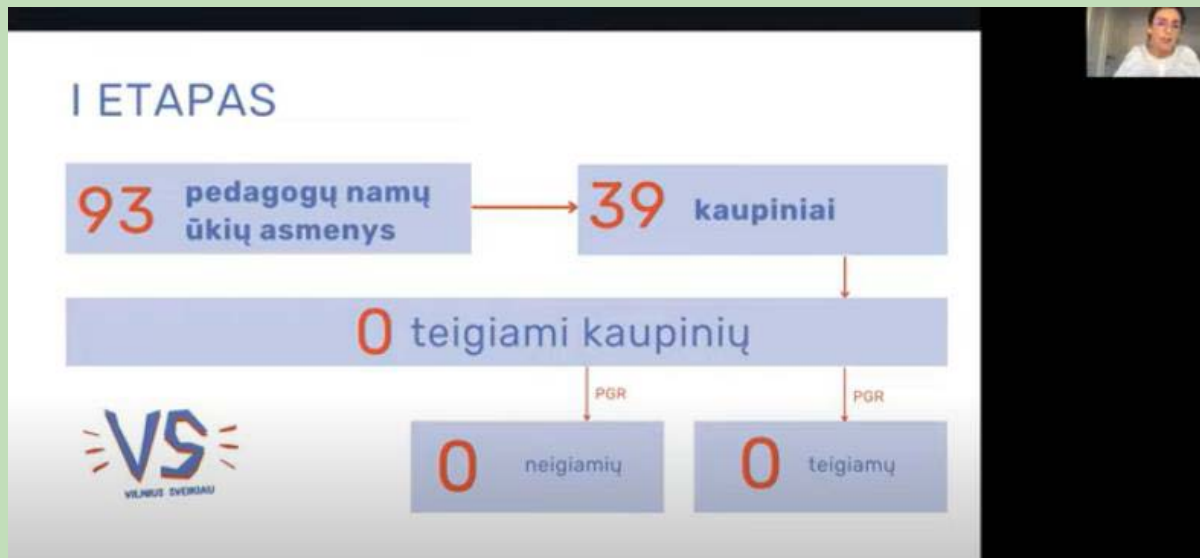 I ETAPAS
93 pedagogų namų
ūkių asmenys
39 kaupiniai
0 teigiami kaupinių
PGR
PGR
0 neigiamių
0 teigiamų
VS
VILNIUS SVEIKIAU